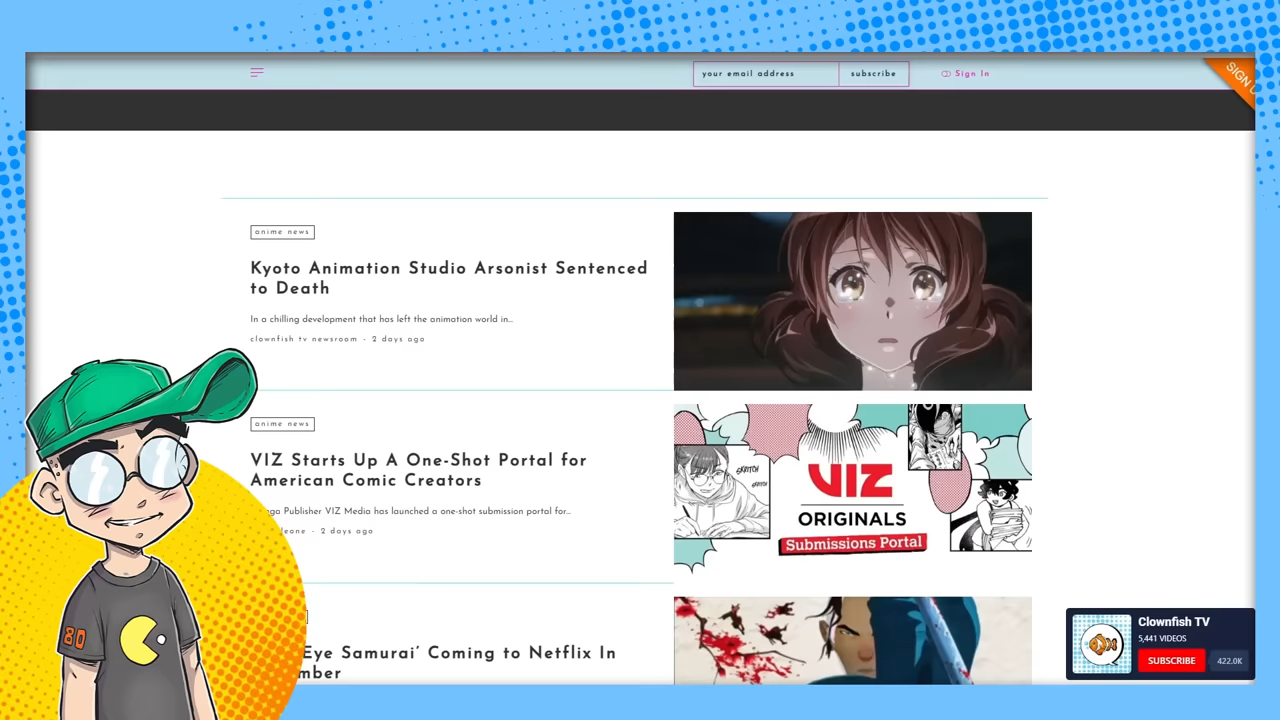 your email address
subscribe
Sign In
SIGN U
anime news
Kyoto Animation Studio Arsonist Sentenced
to Death
In a chilling development that has left the animation world in...
clownfish tv newsroom - 2 days ago
anime news
VIZ Starts Up A One-Shot Portal for
American Comic Creators
ga Publisher VIZ Media has launched a one-shot submission portal for...
leone - 2 days ago
SKRITCH
SKRITCH
VIZ
ORIGINALS
Submissions Portal
Eye Samurai’ Coming to Netflix In
mber
80
Clownfish TV
5,441 VIDEOS
SUBSCRIBE
422.0K